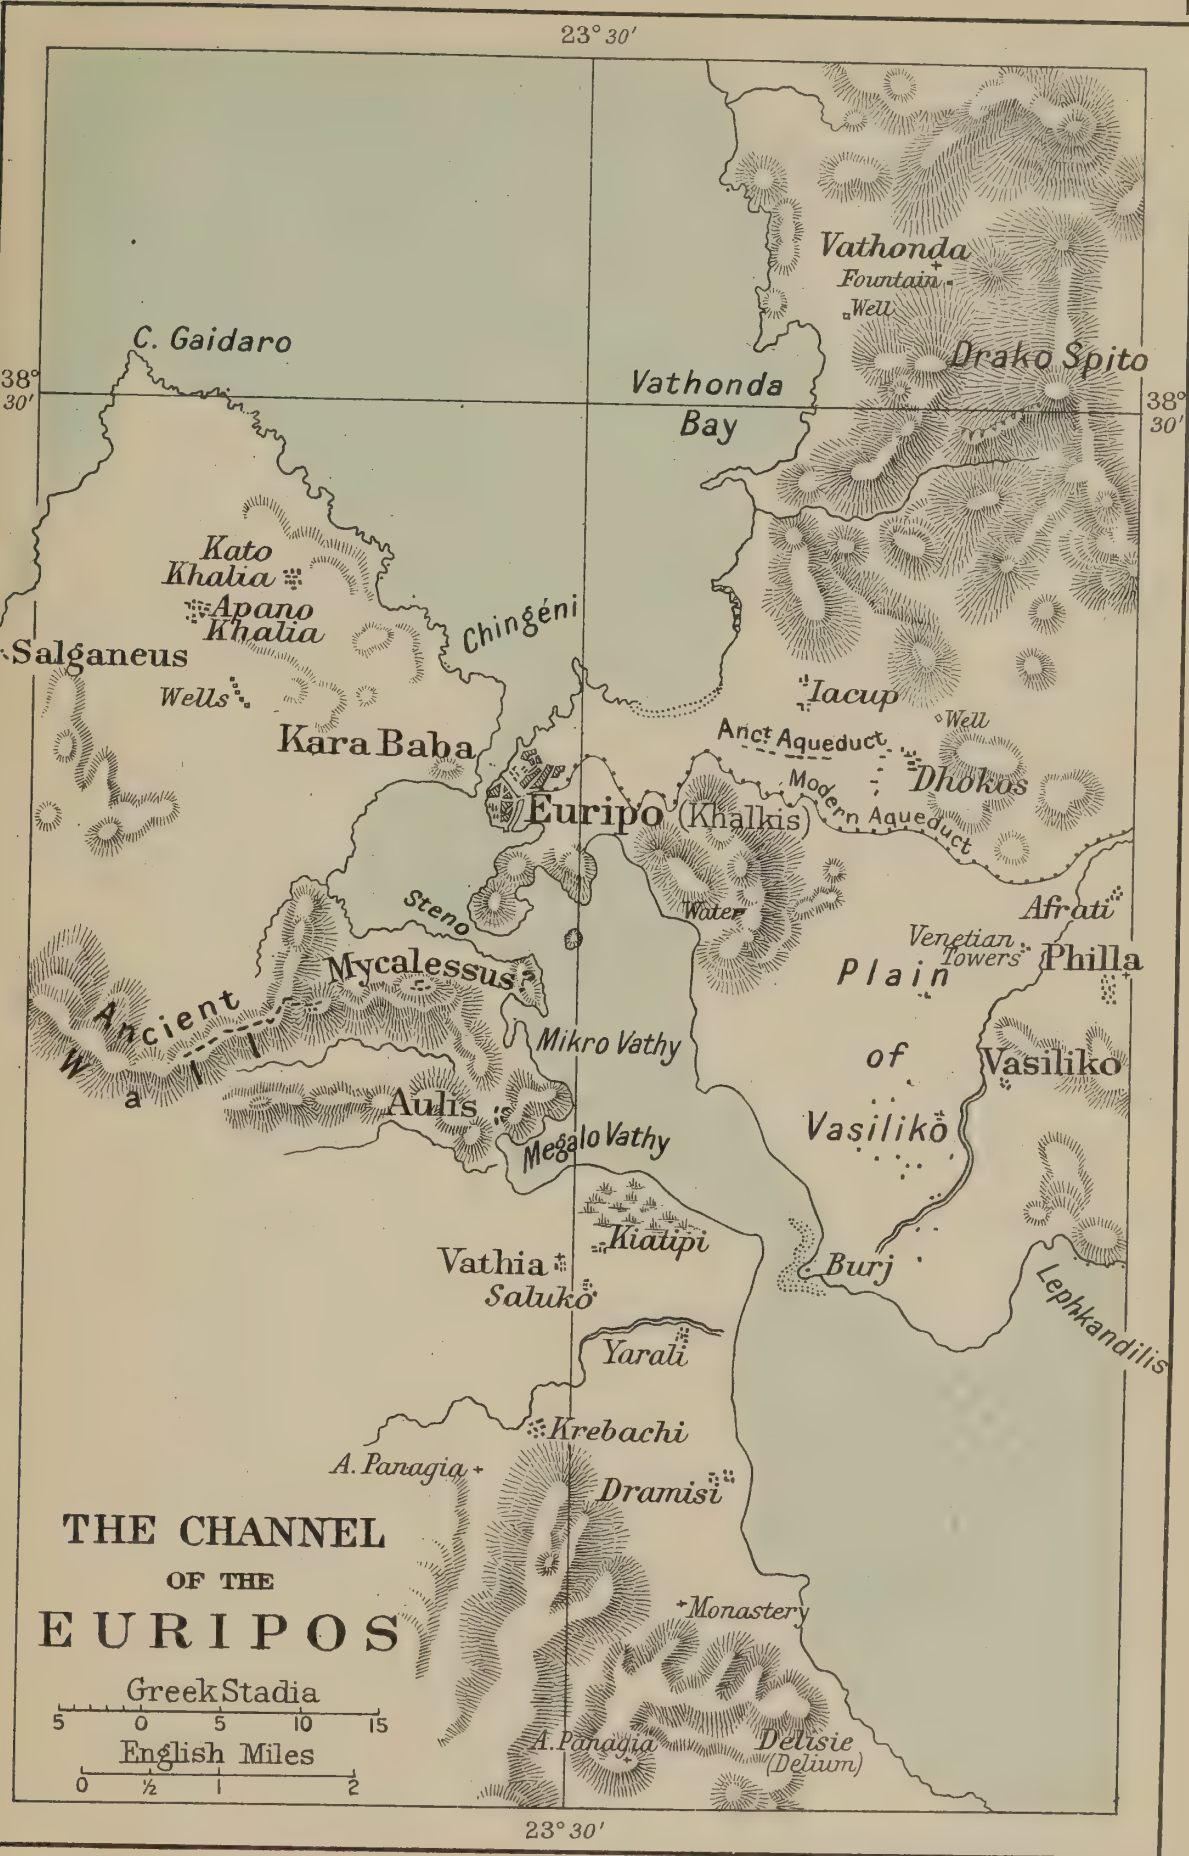 23° 30'
Vathonda
Fountain
Well
C. Gaidaro
Drako Spito
38°
30'
Vathonda
Bay
38°
30'
Kato
Khalia
Apano
Khalia
Chingéni
Salganeus
Wells
Iacup
Well
Kara Baba
Anct. Aqueduct
Dhokos
Modern Aqueduct
Euripo (Khalkis)
Steno
Water
Afrati
Venetian
Towers
Philla
Mycalessus
Plain
Ancient
Wa
Mikro Vathy
of
Vasiliko
Aulis
Vasiliko
Megalo Vathy
Kiatipi
Vathia
Burj
Saluko
Lephkandilis
Yarali
Krebachi
A. Panagia
Dramisi
THE CHANNEL
OF THE
EURIPOS
Monastery
Greek Stadia
5 0 5 10 15
A. Panagia
Delisie
(Delium)
English Miles
0 ½ 1 2
23° 30'